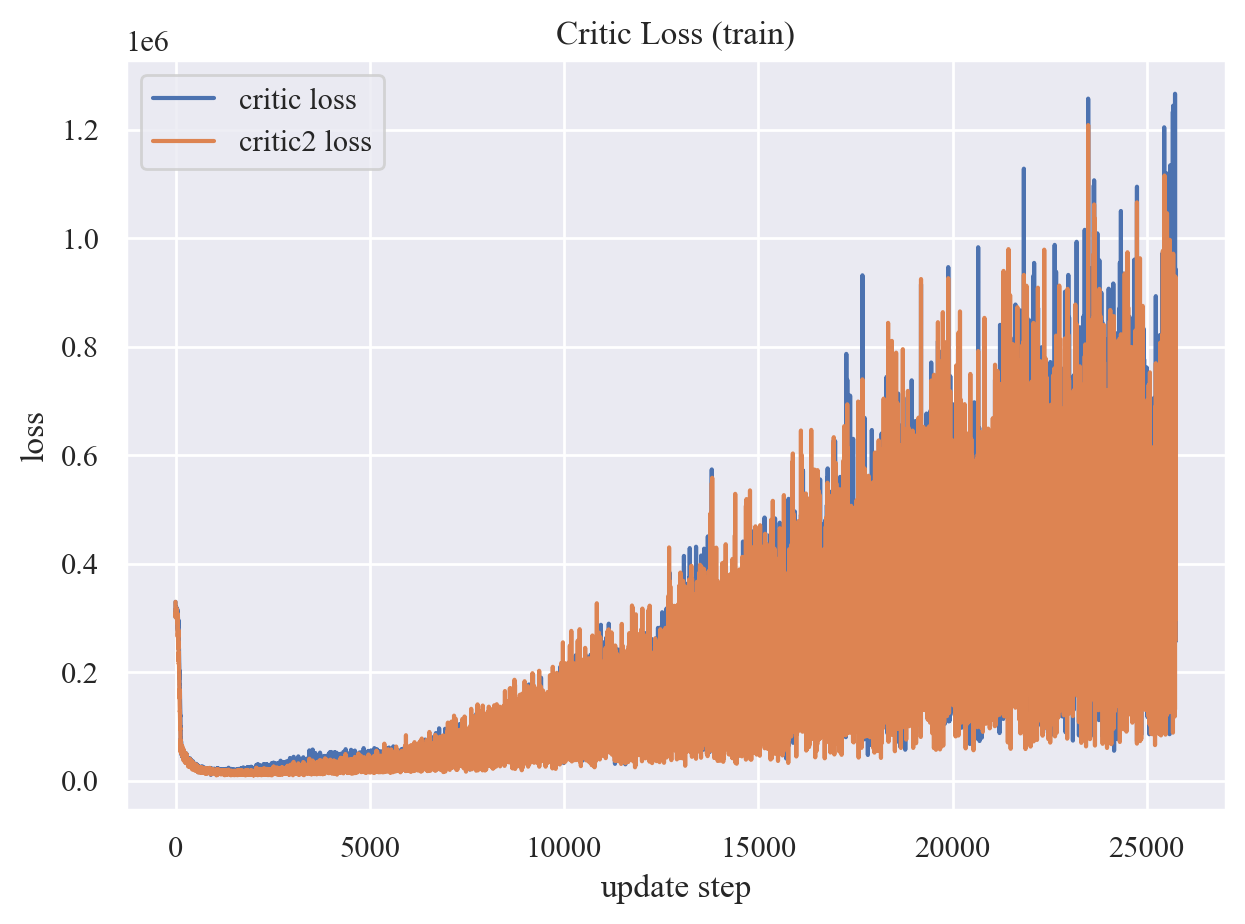 Critic Loss (train)
1e6
critic loss
critic2 loss
1.2
1.0
0.8
0.6
0.4
0.2
0.0
loss
0 5000 10000 15000 20000 25000
update step